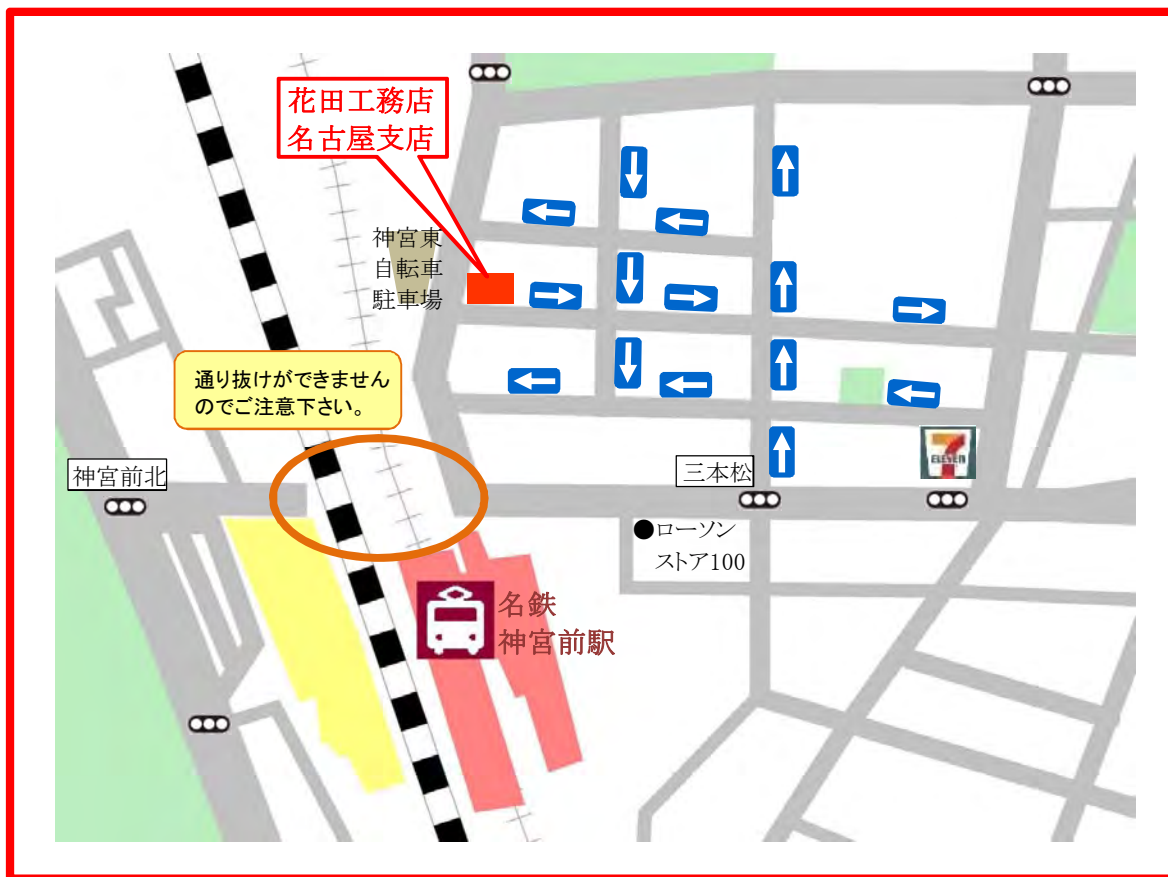 花田工務店
名古屋支店
神宮東
自転車
駐車場
通り抜けができません
のでご注意下さい。
神宮前北
三本松
7
ELEVEN
●ローソン
ストア100
名鉄
神宮前駅